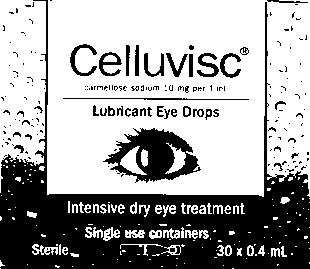 Celluvisc®
carmellose sodium 10 mg per 1 ml
Lubricant Eye Drops
Intensive dry eye treatment
Single use containers
Sterile 30 x 0.4 mL